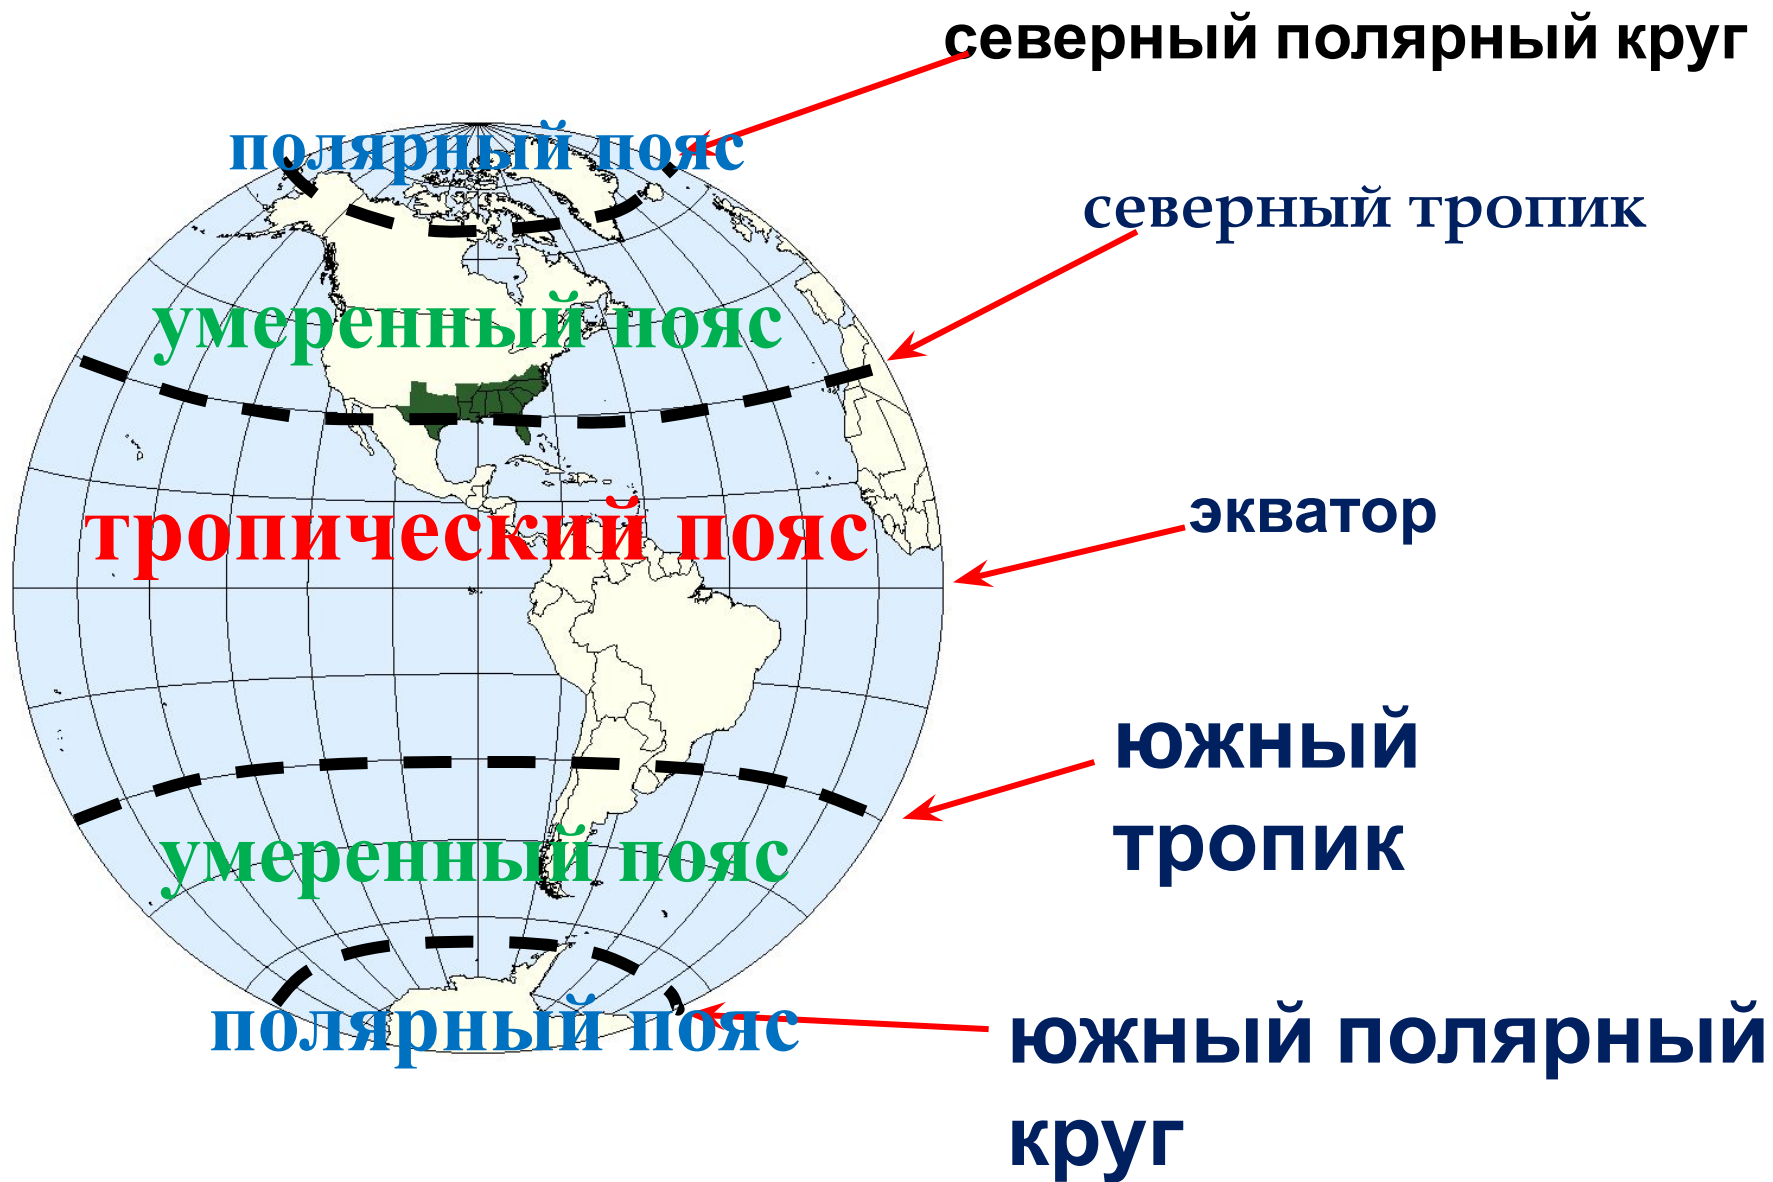 северный полярный круг
полярный пояс
северный тропик
умеренный пояс
экватор
тропический пояс
южный
тропик
умеренный пояс
южный полярный
круг
полярный пояс